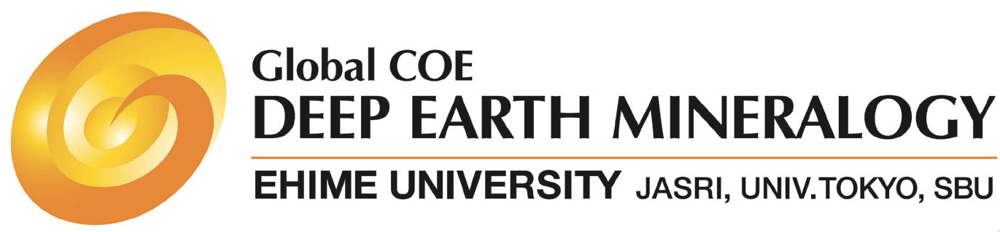 Global COE
DEEP EARTH MINERALOGY
EHIME UNIVERSITY JASRI, UNIV.TOKYO, SBU